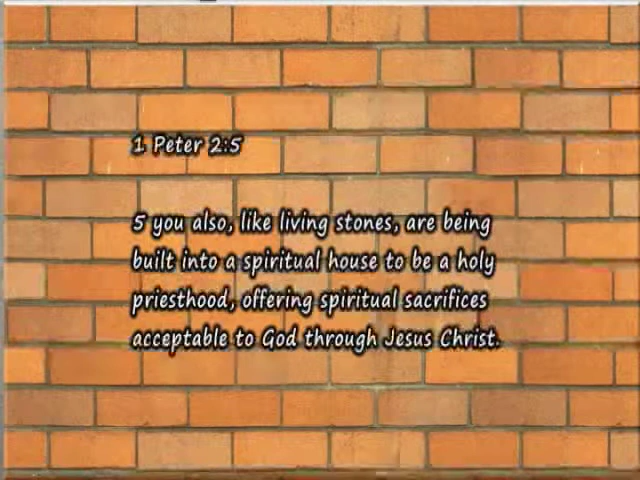 1 Peter 2:5
5 you also, like living stones, are being
built into a spiritual house to be a holy
priesthood, offering spiritual sacrifices
acceptable to God through Jesus Christ.